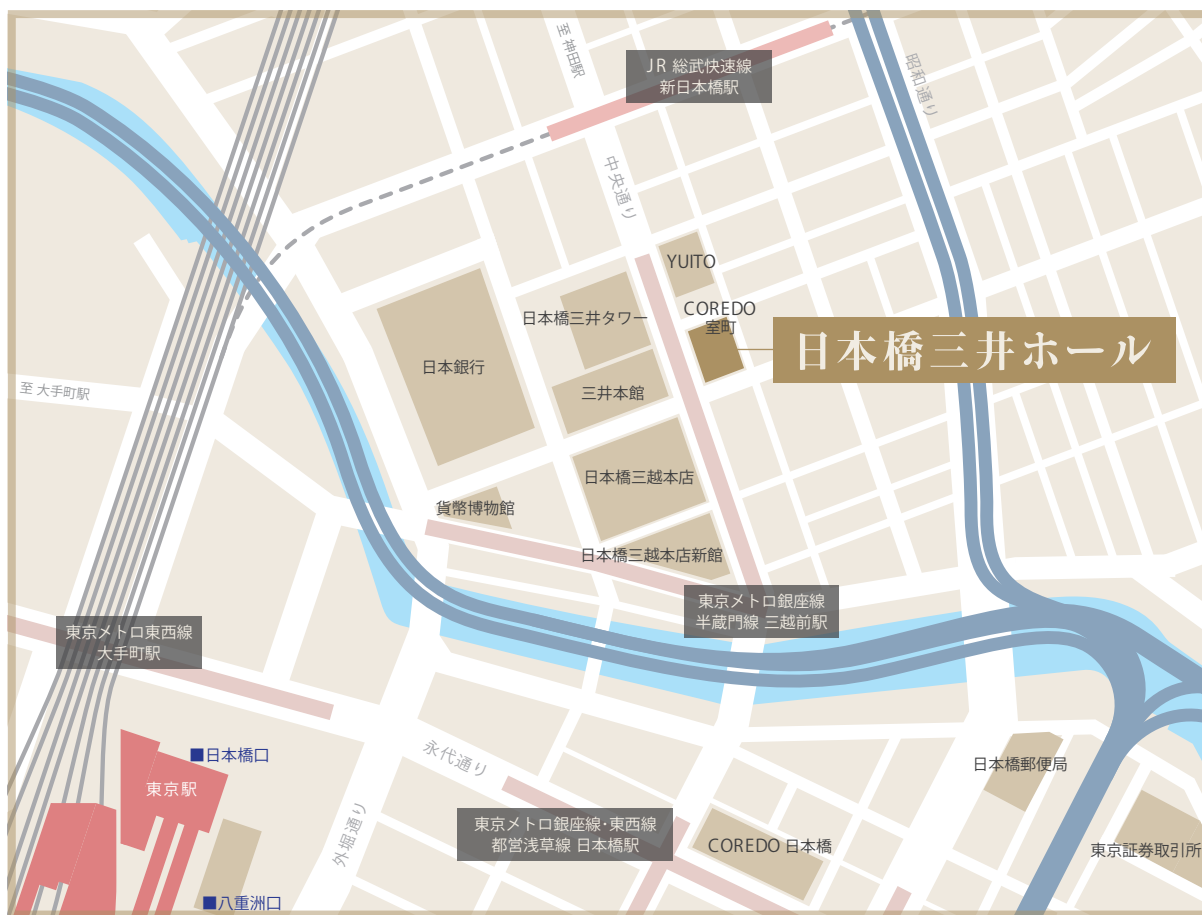 至 神田駅
JR 総武快速線
新日本橋駅
昭和通り
中央通り
YUITO
COREDO
室町
日本橋三井タワー
日本橋三井ホール
日本銀行
三井本館
至 大手町駅
日本橋三越本店
貨幣博物館
日本橋三越本店新館
東京メトロ銀座線
半蔵門線 三越前駅
東京メトロ東西線
大手町駅
■日本橋口
永代通り
日本橋郵便局
東京駅
外堀通り
東京メトロ銀座線・東西線
都営浅草線 日本橋駅
COREDO 日本橋
東京証券取引所
■八重洲口